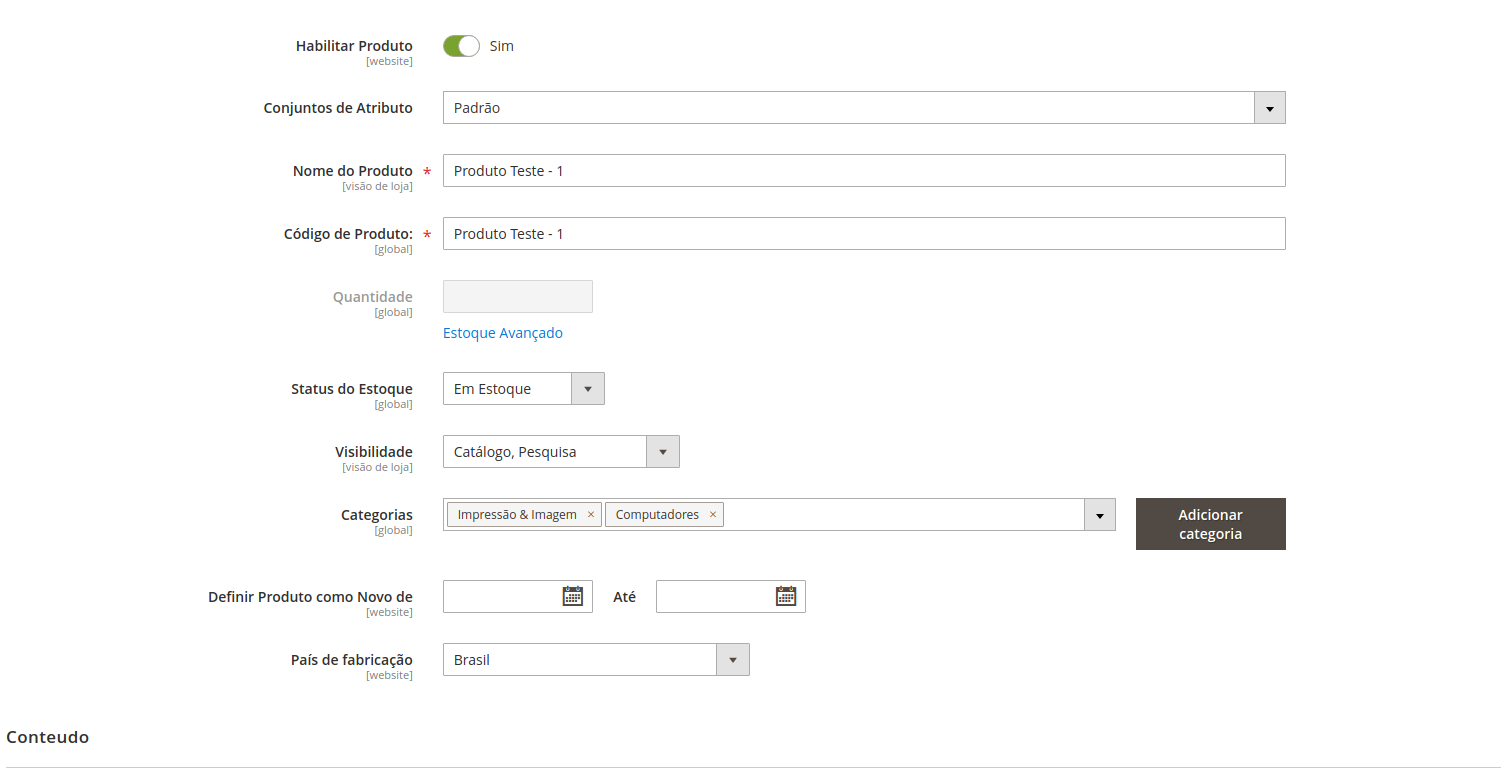 Habilitar Produto
Sim
[website]
Conjuntos de Atributo
Padrão
Nome do Produto *
Produto Teste - 1
[visão de loja]
Código de Produto: *
Produto Teste - 1
[global]
Quantidade
[global]
Estoque Avançado
Status do Estoque
Em Estoque
[global]
Visibilidade
Catálogo, Pesquisa
[visão de loja]
Categorias
Impressão & Imagem ×
Computadores ×
[global]
Adicionar
categoria
Definir Produto como Novo de
Até
[website]
País de fabricação
Brasil
[website]
Conteudo